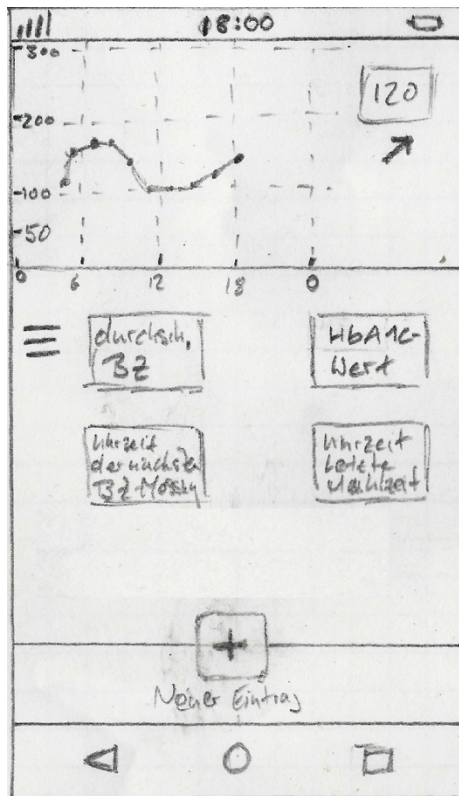 18:00
300
120
200
100
50
0 6 12 18 0
durchsch.
BZ
HbA1c-
Wert
Uhrzeit
der nächsten
BZ-Messung
Uhrzeit
letzte
Mahlzeit
+
Neuer Eintrag